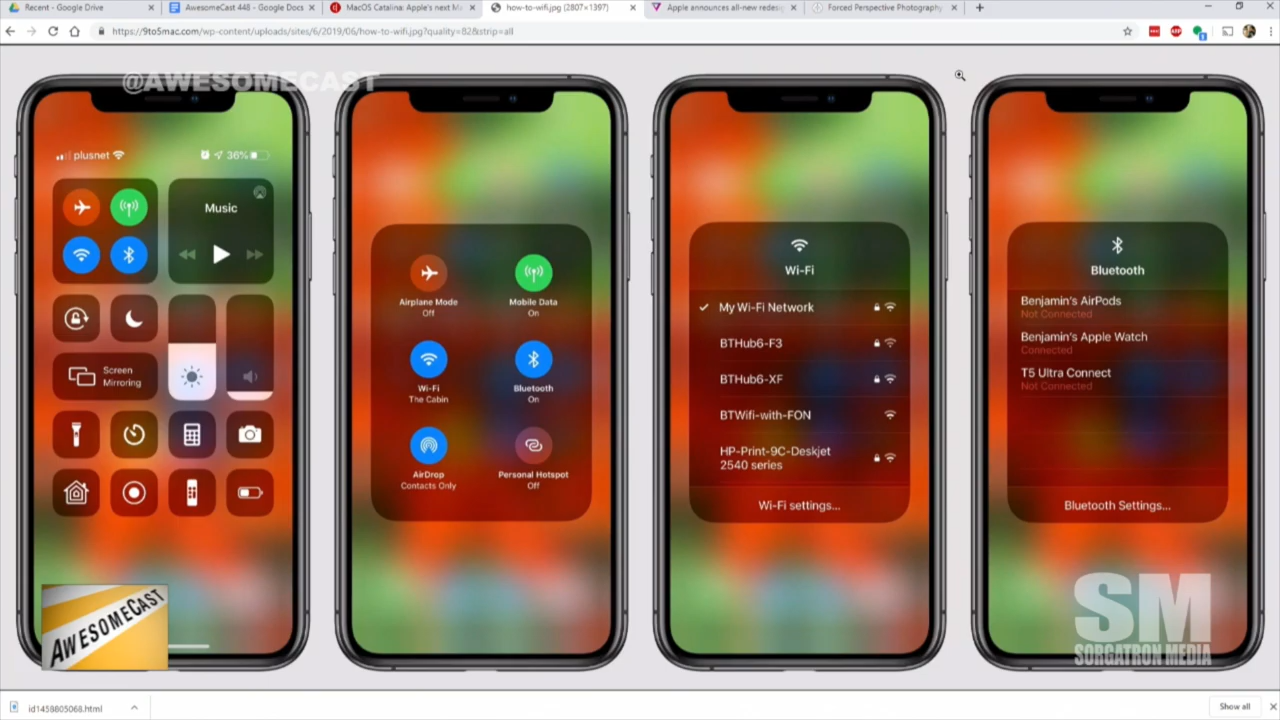 Recent - Google Drive
AwesomeCast 448 - Google Docs
MacOS Catalina: Apple's next Ma
how-to-wifi.jpg (2807×1397)
Apple announces all-new redesi
Forced Perspective Photography
https://9to5mac.com/wp-content/uploads/sites/6/2019/06/how-to-wifi.jpg?quality=82&strip=all
@AWESOMECAST
plusnet
36%
Music
Screen
Mirroring
Airplane Mode
Off
Mobile Data
On
Wi-Fi
The Cabin
Bluetooth
On
AirDrop
Contacts Only
Personal Hotspot
Off
Wi-Fi
My Wi-Fi Network
BTHub6-F3
BTHub6-XF
BTWifi-with-FON
HP-Print-9C-Deskjet
2540 series
Wi-Fi settings...
Bluetooth
Benjamin's AirPods
Not Connected
Benjamin's Apple Watch
Connected
T5 Ultra Connect
Not Connected
Bluetooth Settings...
AWESOMECAST
SM
SORGATRON MEDIA
id1458805068.html
Show all